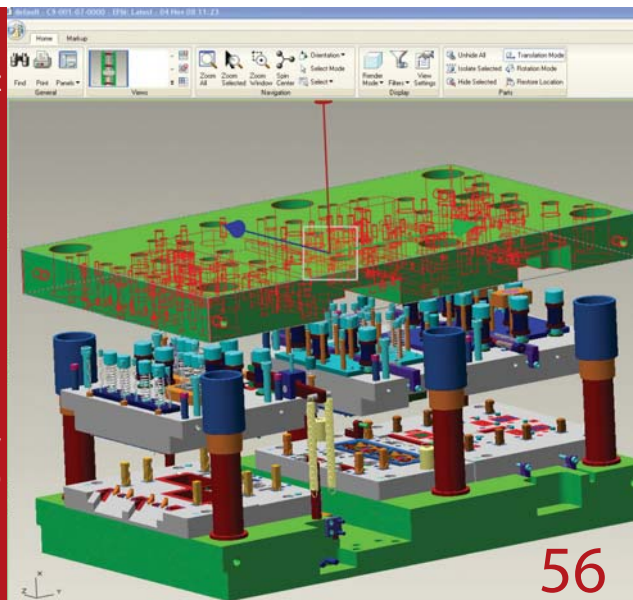 default - C9-001-07-0000 - EPM: Latest - 04 Nov 08 11:23
Home Markup
Find Print Panels
General
Views
Zoom All
Zoom Selected
Zoom Window
Spin Center
Orientation
Select Mode
Select
Navigation
Render Mode
Filters
View Settings
Display
Unhide All
Isolate Selected
Hide Selected
Translation Mode
Rotation Mode
Restore Location
Parts
X
Z Y
56